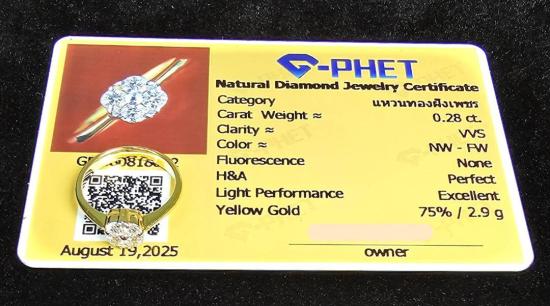 G-PHET
Natural Diamond Jewelry Certificate
Category แหวนทองฝังเพชร
Carat Weight ≈ 0.28 ct.
Clarity ≈ VVS
Color ≈ NW - FW
Fluorescence None
H&A Perfect
Light Performance Excellent
Yellow Gold 75% / 2.9 g
August 19,2025
owner